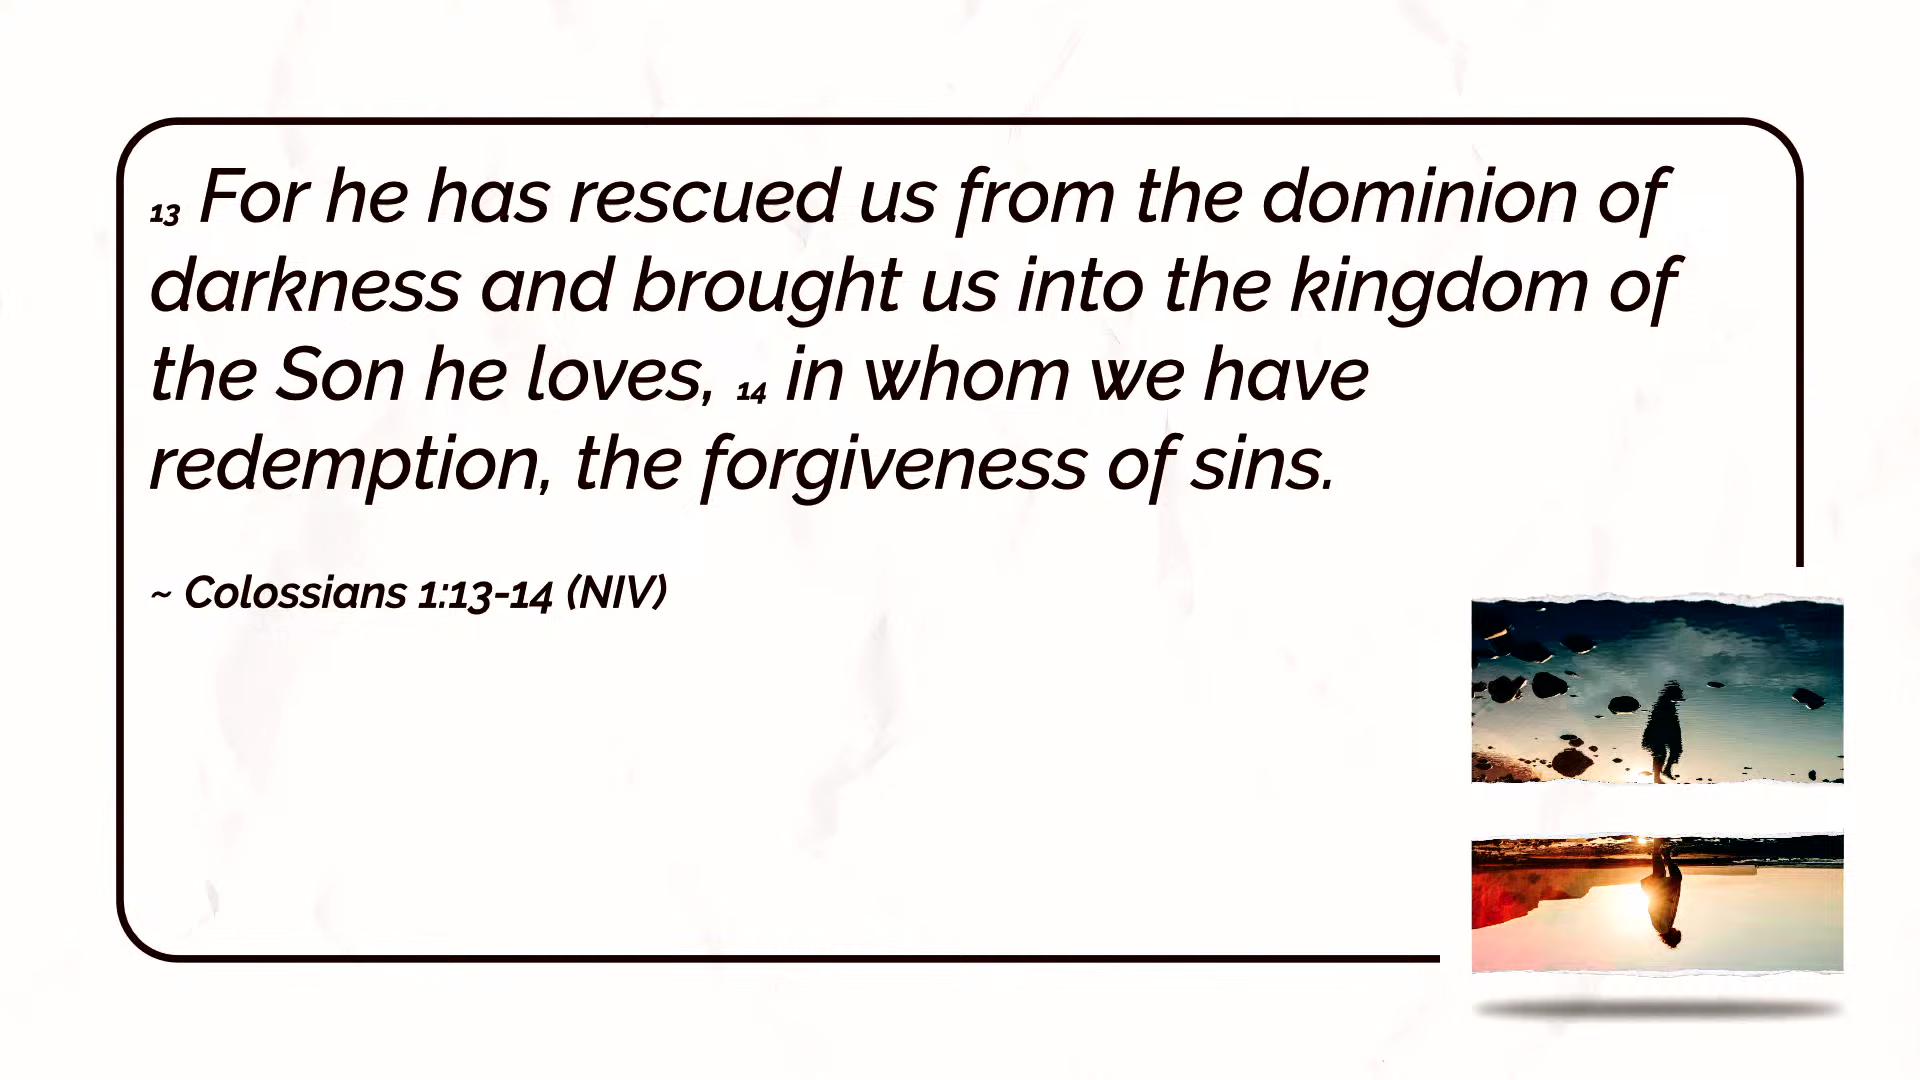 13 For he has rescued us from the dominion of
darkness and brought us into the kingdom of
the Son he loves, 14 in whom we have
redemption, the forgiveness of sins.
~ Colossians 1:13-14 (NIV)